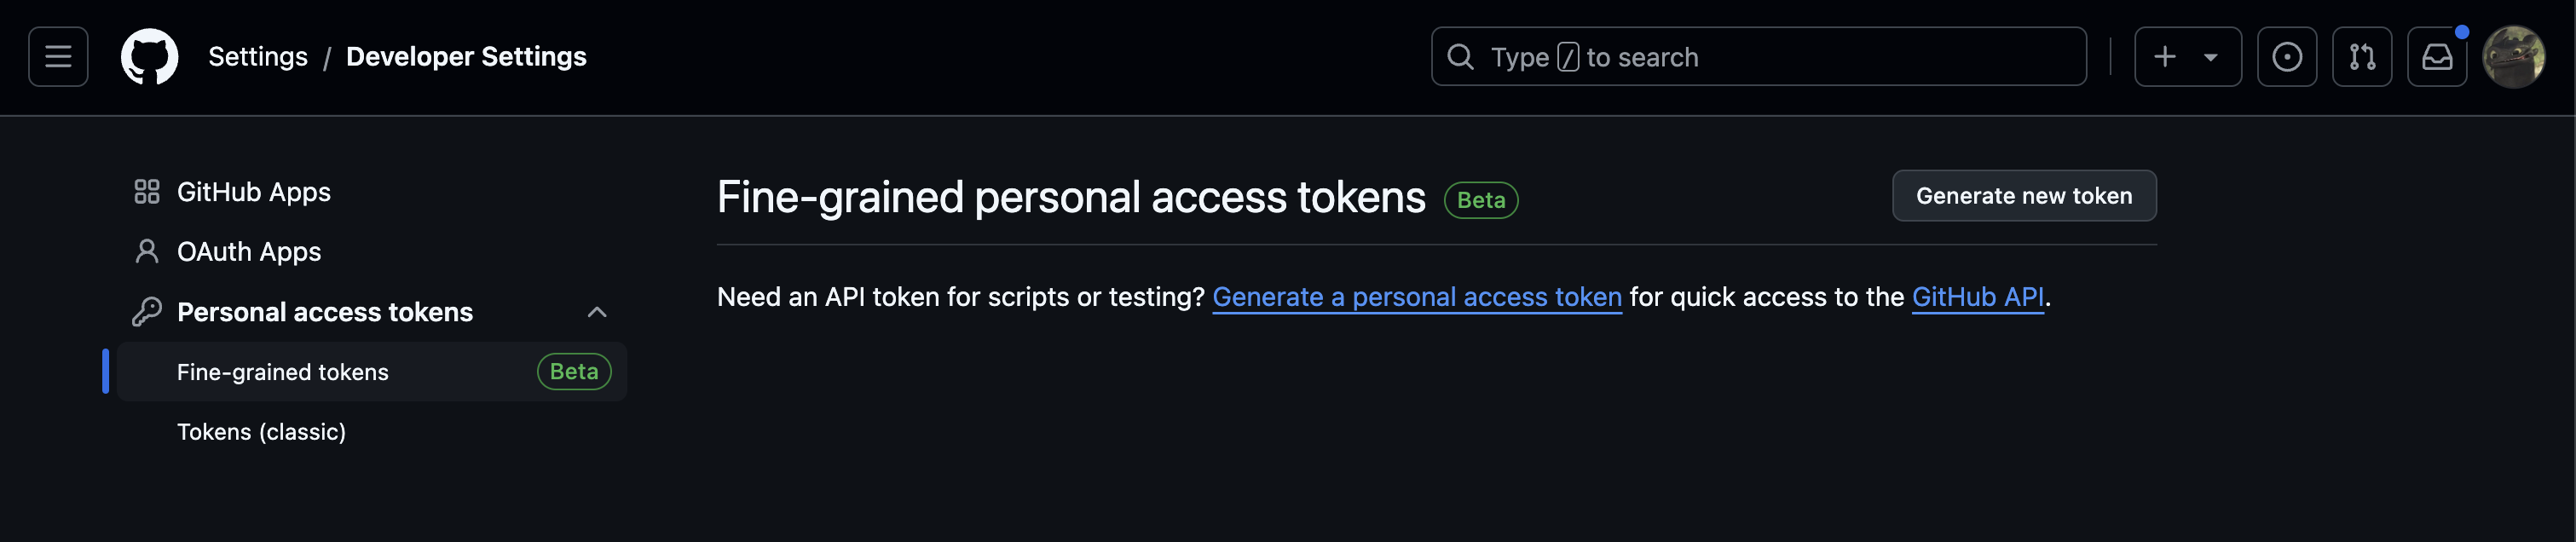 Settings / Developer Settings
Type / to search
GitHub Apps
OAuth Apps
Personal access tokens
Fine-grained tokens Beta
Tokens (classic)
Fine-grained personal access tokens Beta
Generate new token
Need an API token for scripts or testing? Generate a personal access token for quick access to the GitHub API.